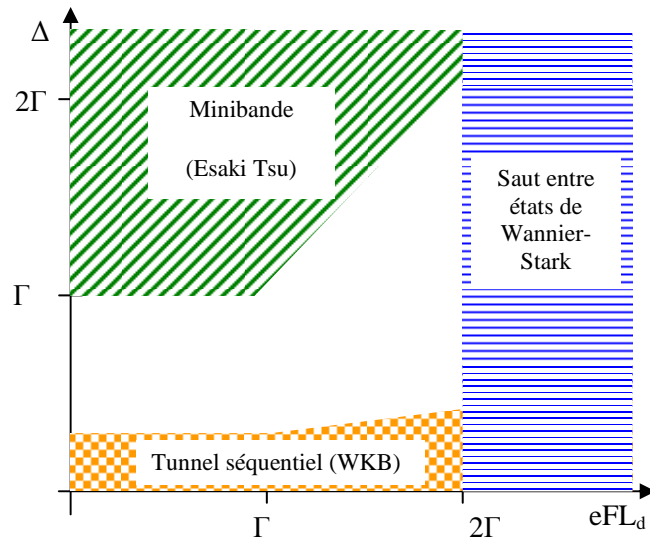 Δ
2Γ
Minibande
(Esaki Tsu)
Saut entre
états de
Wannier-
Stark
Γ
Tunnel séquentiel (WKB)
Γ
2Γ
eFL_d